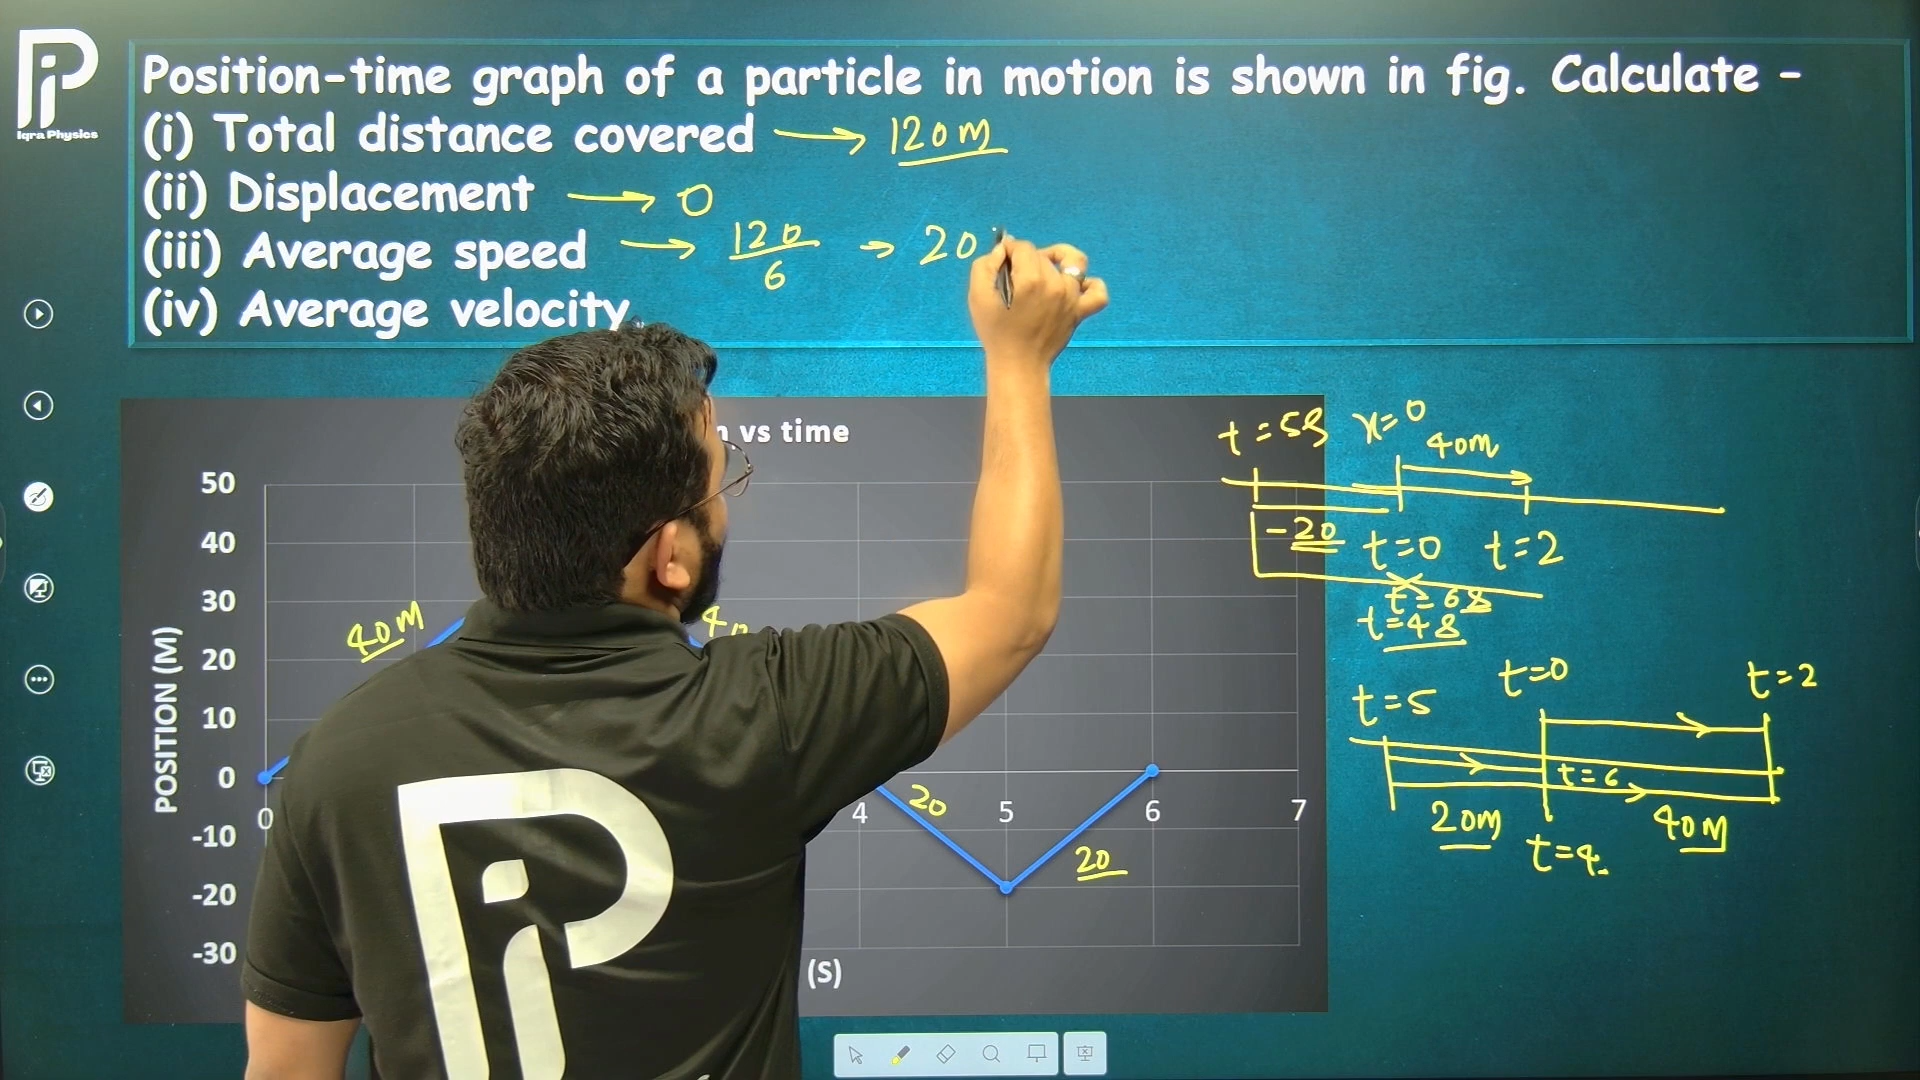 Iqra Physics
Position-time graph of a particle in motion is shown in fig. Calculate -
(i) Total distance covered → 120m
(ii) Displacement → 0
(iii) Average speed → 120/6 → 20
(iv) Average velocity
vs time
50
40
30
20
10
0
-10
-20
-30
POSITION (M)
0 4 5 6 7
(S)
40M
20
20
t=5s x=0
40m
-20 t=0 t=2
t=6s
t=4s
t=0 t=2
t=5
t=6
20m 40M
t=4